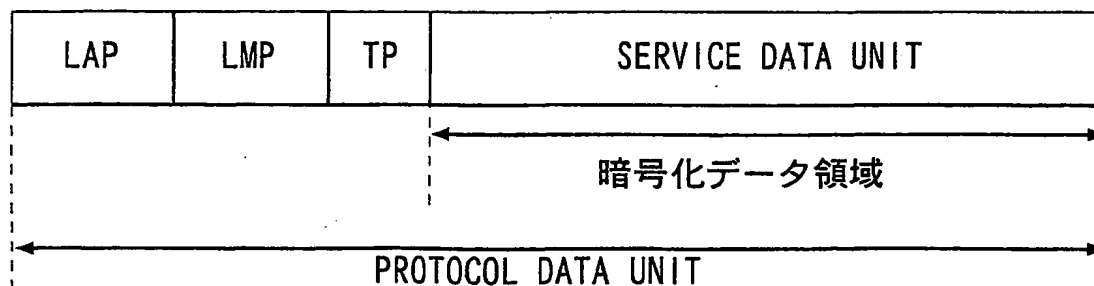 LAP LMP TP SERVICE DATA UNIT
暗号化データ領域
PROTOCOL DATA UNIT